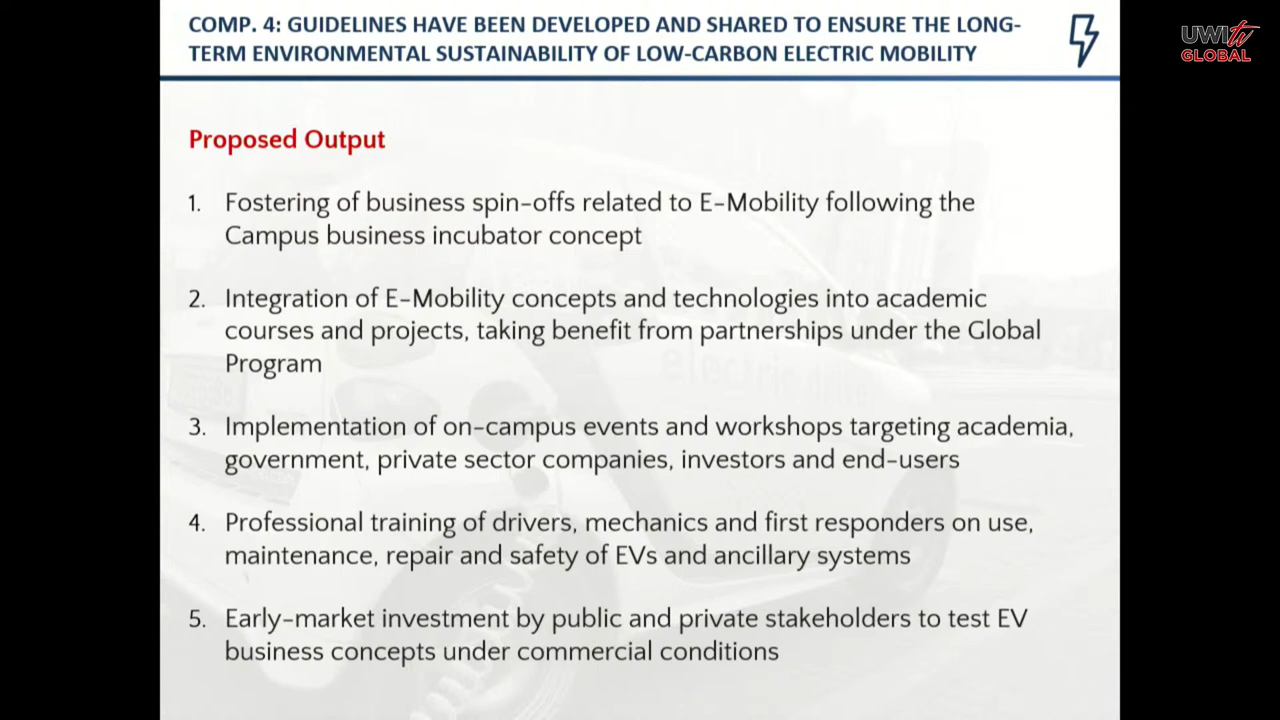 COMP. 4: GUIDELINES HAVE BEEN DEVELOPED AND SHARED TO ENSURE THE LONG-
TERM ENVIRONMENTAL SUSTAINABILITY OF LOW-CARBON ELECTRIC MOBILITY
UWItv
GLOBAL
Proposed Output
1. Fostering of business spin-offs related to E-Mobility following the
Campus business incubator concept
2. Integration of E-Mobility concepts and technologies into academic
courses and projects, taking benefit from partnerships under the Global
Program
3. Implementation of on-campus events and workshops targeting academia,
government, private sector companies, investors and end-users
4. Professional training of drivers, mechanics and first responders on use,
maintenance, repair and safety of EVs and ancillary systems
5. Early-market investment by public and private stakeholders to test EV
business concepts under commercial conditions
electric drive